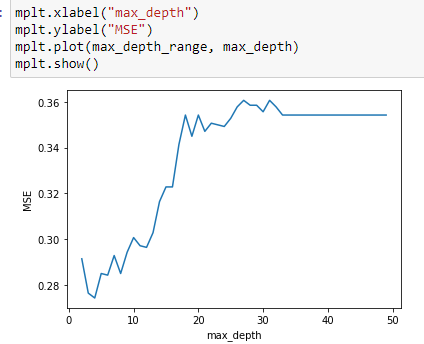 mplt.xlabel("max_depth")
mplt.ylabel("MSE")
mplt.plot(max_depth_range, max_depth)
mplt.show()
0.36
0.34
0.32
0.30
0.28
MSE
0 10 20 30 40 50
max_depth